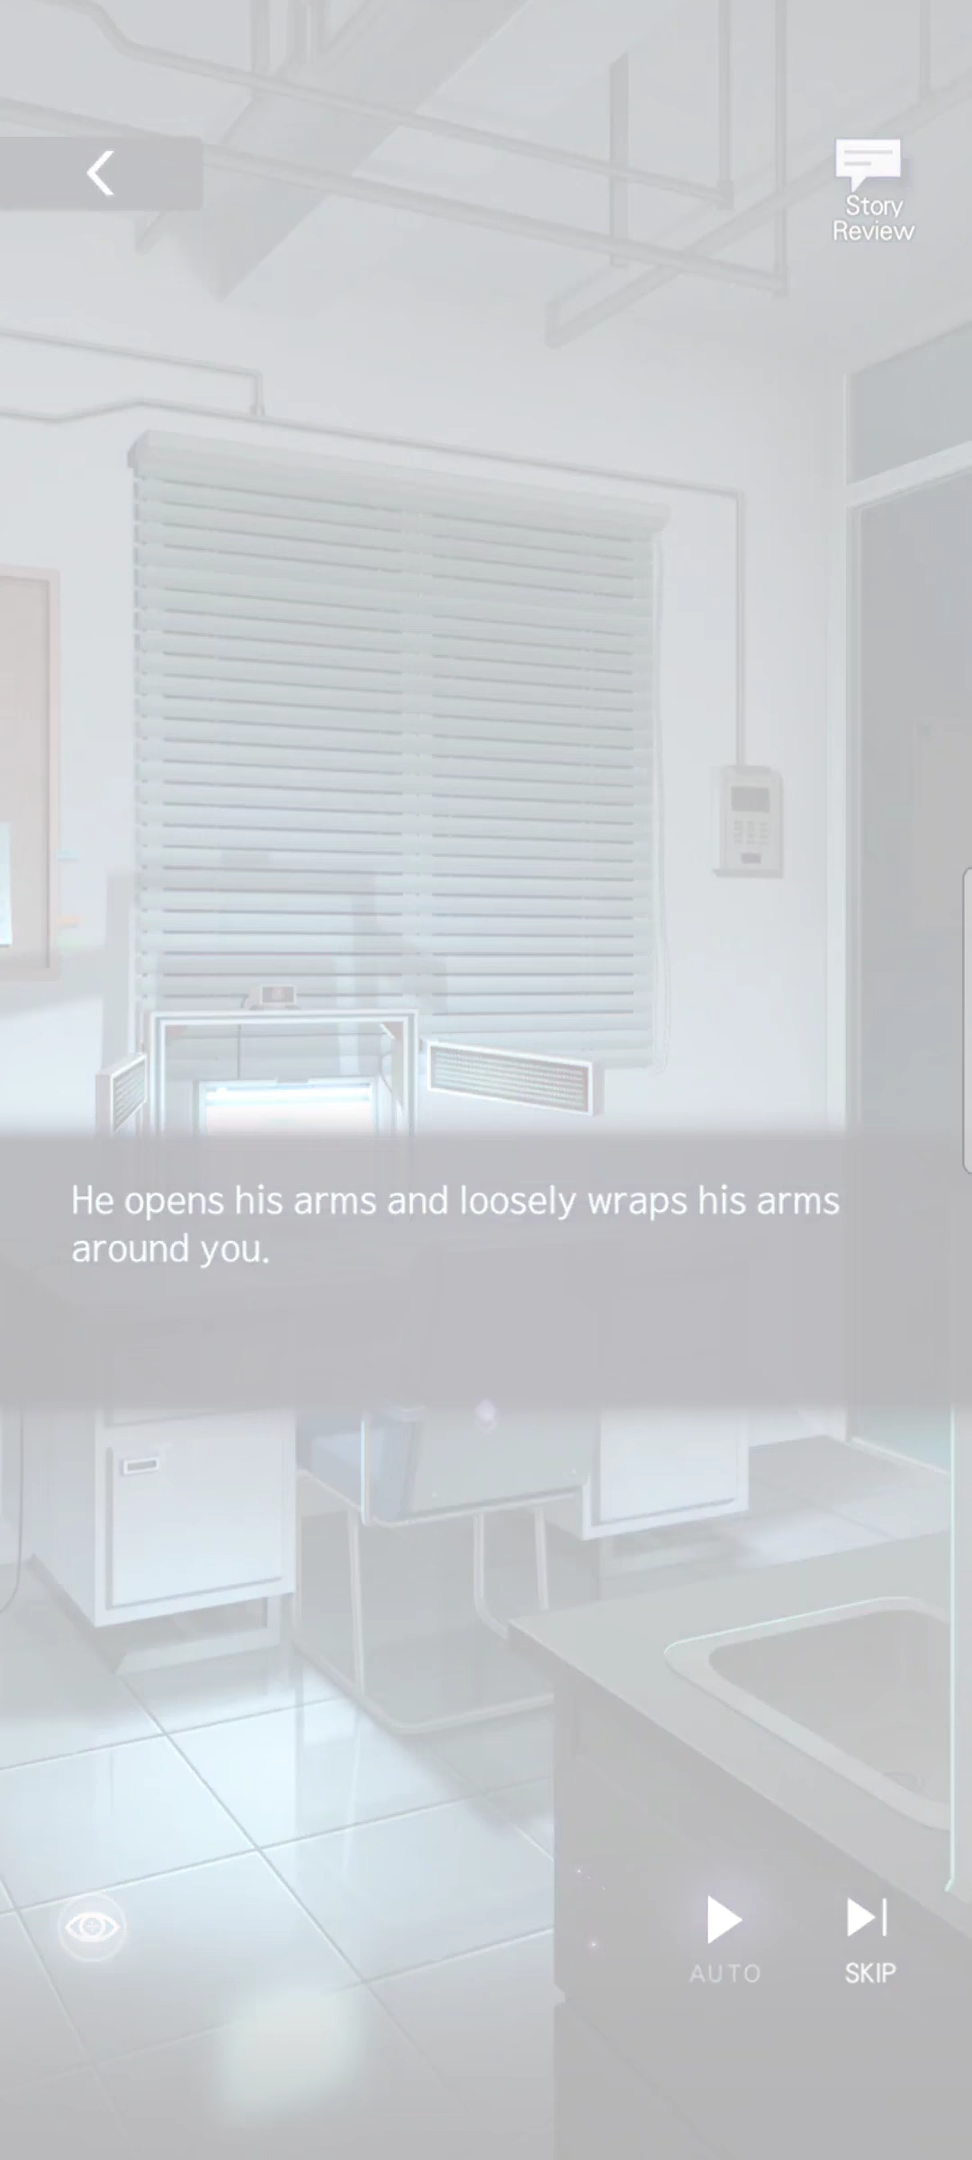 Story
Review
He opens his arms and loosely wraps his arms
around you.
AUTO
SKIP